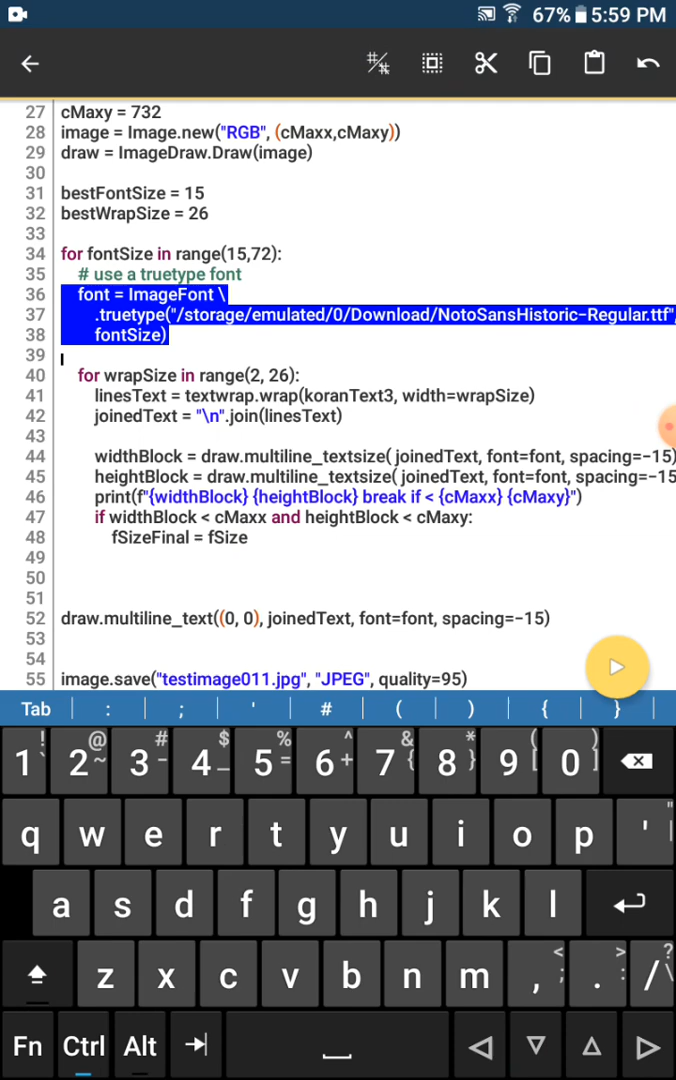 67% 5:59 PM
27 cMaxy = 732
28 image = Image.new("RGB", (cMaxx,cMaxy))
29 draw = ImageDraw.Draw(image)
30
31 bestFontSize = 15
32 bestWrapSize = 26
33
34 for fontSize in range(15,72):
35 # use a truetype font
36 font = ImageFont \
37 .truetype("/storage/emulated/0/Download/NotoSansHistoric-Regular.ttf",
38 fontSize)
39
40 for wrapSize in range(2, 26):
41 linesText = textwrap.wrap(koranText3, width=wrapSize)
42 joinedText = "\n".join(linesText)
43
44 widthBlock = draw.multiline_textsize( joinedText, font=font, spacing=-15)
45 heightBlock = draw.multiline_textsize( joinedText, font=font, spacing=-15
46 print(f"{widthBlock} {heightBlock} break if < {cMaxx} {cMaxy}")
47 if widthBlock < cMaxx and heightBlock < cMaxy:
48 fSizeFinal = fSize
49
50
51
52 draw.multiline_text((0, 0), joinedText, font=font, spacing=-15)
53
54
55 image.save("testimage011.jpg", "JPEG", quality=95)
Tab : ; ' # ( ) { }
! @ # $ % ^ & * ( )
1 ` 2 ~ 3 - 4 _ 5 = 6 + 7 { 8 } 9 [ 0 ]
q w e r t y u i o p ' " |
a s d f g h j k l
z x c v b n m , < ; . > : / ? \
Fn Ctrl Alt